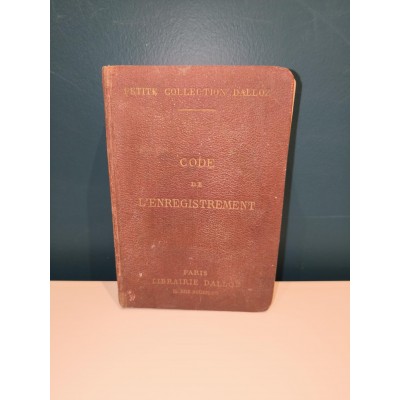 PETITE COLLECTION DALLOZ
CODE
DE
L'ENREGISTREMENT
PARIS
LIBRAIRIE DALLOZ